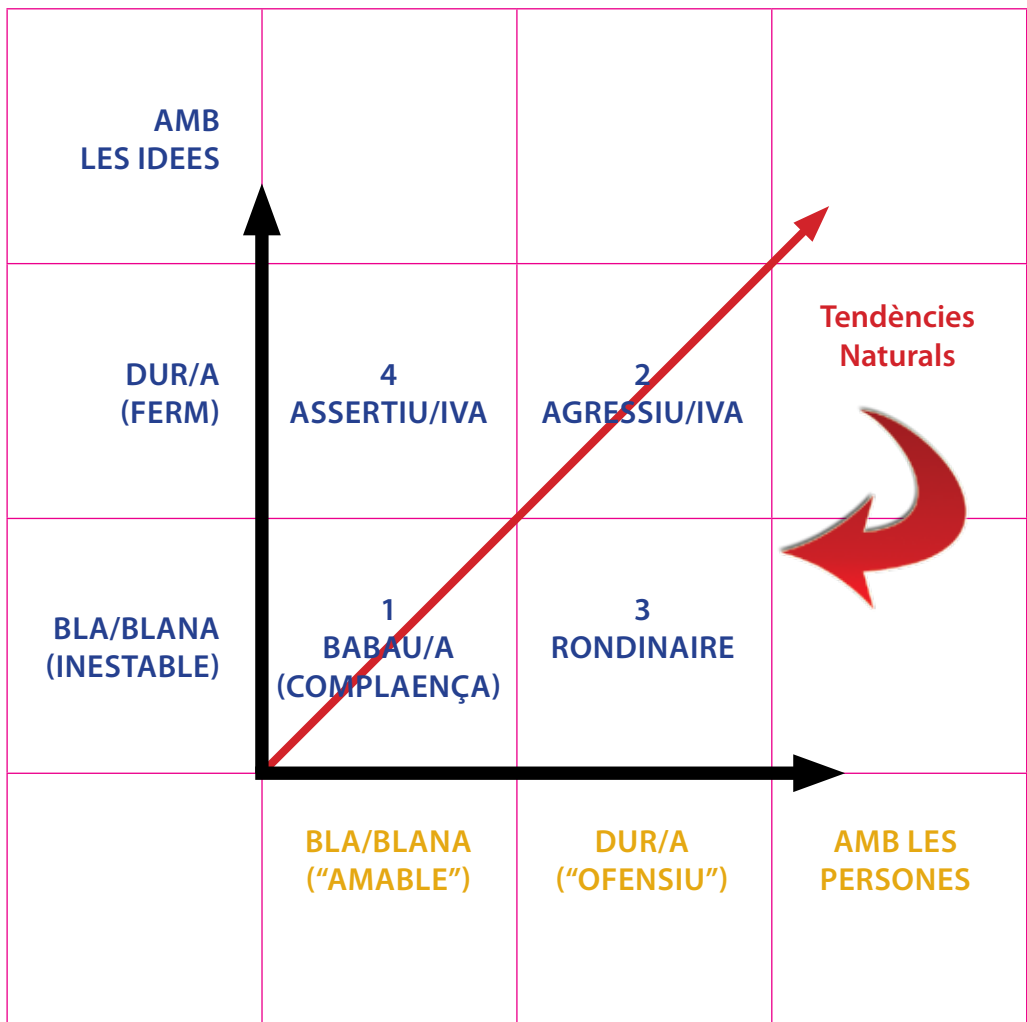 AMB
LES IDEES
Tendències
Naturals
DUR/A
(FERM)
4
ASSERTIU/IVA
2
AGRESSIU/IVA
BLA/BLANA
(INESTABLE)
1
BABAU/A
(COMPLAENÇA)
3
RONDINAIRE
BLA/BLANA
(“AMABLE”)
DUR/A
(“OFENSIU”)
AMB LES
PERSONES